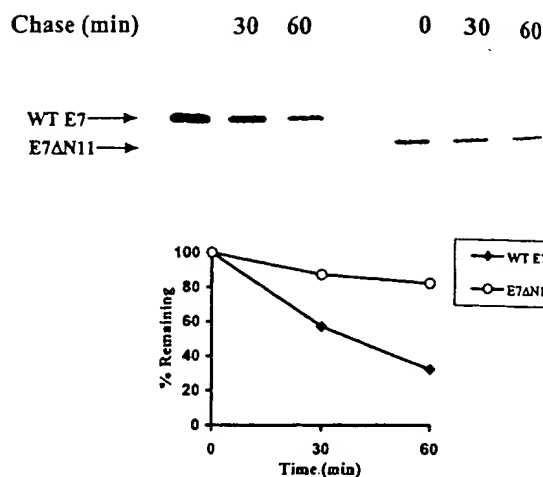 Chase (min) 30 60 0 30 60
WT E7
E7ΔN11
100
80
60
40
20
0
% Remaining
0 30 60
Time.(min)
WT E7
E7ΔN1